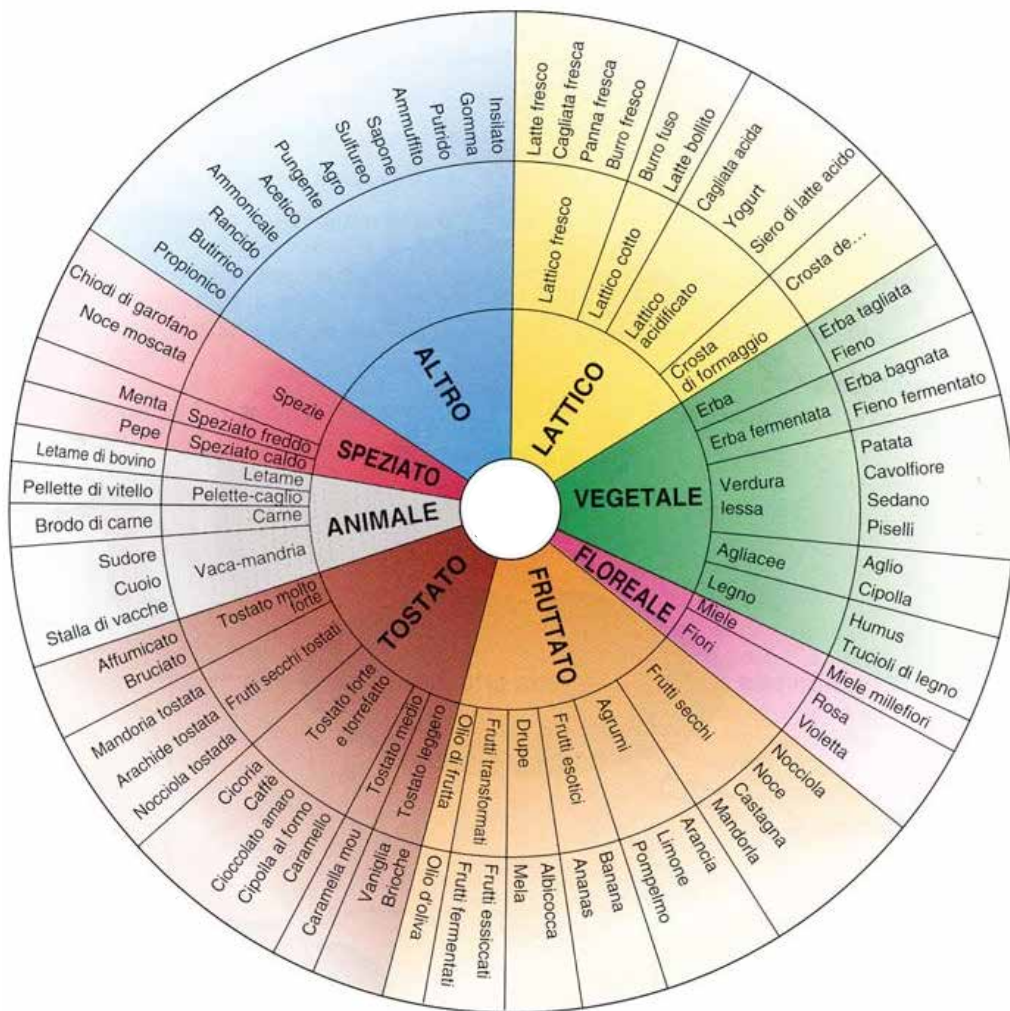 LATTICO
Lattico fresco
Latte fresco
Cagliata fresca
Panna fresca
Burro fresco
Lattico cotto
Burro fuso
Latte bollito
Lattico
acidificato
Cagliata acida
Yogurt
Siero di latte acido
Crosta
di formaggio
Crosta de...
VEGETALE
Erba
Erba tagliata
Fieno
Erba fermentata
Erba bagnata
Fieno fermentato
Verdura
lessa
Patata
Cavolfiore
Sedano
Piselli
Agliacee
Aglio
Cipolla
Legno
Humus
Trucioli di legno
FLOREALE
Miele
Miele millefiori
Fiori
Rosa
Violetta
FRUTTATO
Frutti secchi
Nocciola
Noce
Castagna
Mandorla
Agrumi
Arancia
Limone
Pompelmo
Frutti esotici
Banana
Ananas
Drupe
Albicocca
Mela
Frutti transformati
Frutti essiccati
Frutti fermentati
Olio di frutta
Olio d'oliva
TOSTATO
Tostato leggero
Vaniglia
Brioche
Tostato medio
Caramella mou
Tostato forte
e torrefatto
Cicoria
Caffè
Cioccolato amaro
Cipolla al forno
Caramello
Frutti secchi tostati
Mandoria tostata
Arachide tostata
Nocciola tostada
Tostato molto
forte
Affumicato
Bruciato
ANIMALE
Vaca-mandria
Sudore
Cuoio
Stalla di vacche
Carne
Brodo di carne
Pelette-caglio
Pellette di vitello
Letame
Letame di bovino
SPEZIATO
Speziato caldo
Pepe
Speziato freddo
Menta
Spezie
Chiodi di garofano
Noce moscata
ALTRO
Propionico
Butirrico
Rancido
Ammonicale
Acetico
Pungente
Agro
Sulfureo
Sapone
Ammuffito
Putrido
Gomma
Insilato